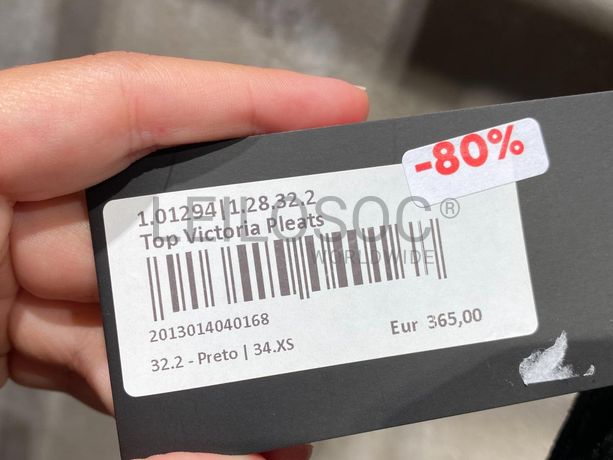 -80%
1.01294|1.28.32.2
Top Victoria Pleats
LEILOSOC®
WORLDWIDE
2013014040168
Eur 365,00
32.2 - Preto | 34.XS